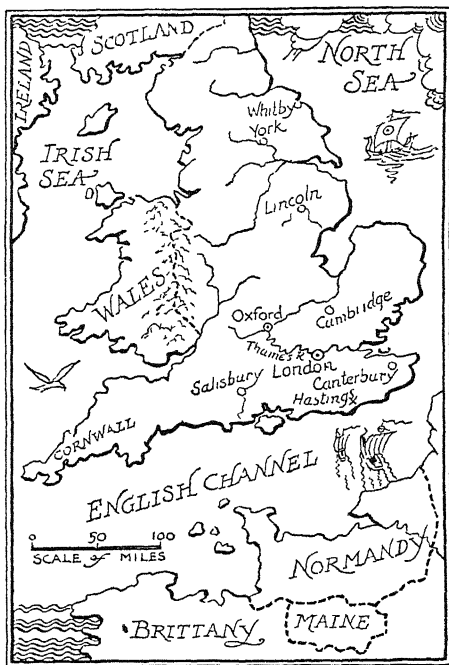 SCOTLAND
IRELAND
NORTH
SEA
Whitby
York
IRISH
SEA
Lincoln
WALES
Oxford
Cambridge
Thames R
London
Canterbury
Salisbury
Hastings
CORNWALL
ENGLISH CHANNEL
0 50 100
SCALE of MILES
NORMANDY
BRITTANY
MAINE